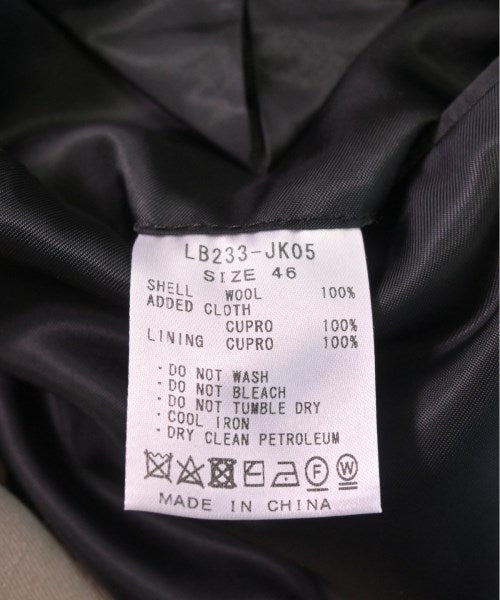 LB233-JK05
SIZE 46
SHELL WOOL 100%
ADDED CLOTH
CUPRO 100%
LINING CUPRO 100%
・DO NOT WASH
・DO NOT BLEACH
・DO NOT TUMBLE DRY
・COOL IRON
・DRY CLEAN PETROLEUM
F W
MADE IN CHINA